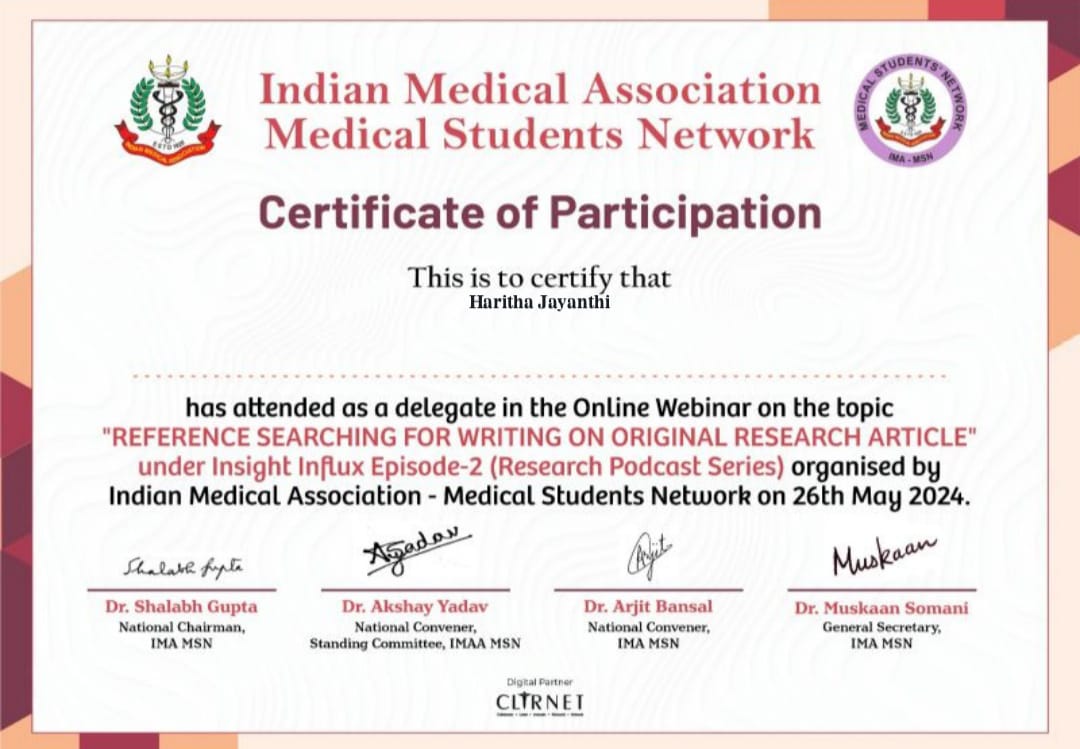 Indian Medical Association
Medical Students Network
MEDICAL STUDENTS' NETWORK
IMA - MSN
INDIAN MEDICAL ASSOCIATION
Certificate of Participation
This is to certify that
Haritha Jayanthi
has attended as a delegate in the Online Webinar on the topic
"REFERENCE SEARCHING FOR WRITING ON ORIGINAL RESEARCH ARTICLE"
under Insight Influx Episode-2 (Research Podcast Series) organised by
Indian Medical Association - Medical Students Network on 26th May 2024.
Shalabh Gupta
Ayadav
Arjit
Muskaan
Dr. Shalabh Gupta
National Chairman,
IMA MSN
Dr. Akshay Yadav
National Convener,
Standing Committee, IMAA MSN
Dr. Arjit Bansal
National Convener,
IMA MSN
Dr. Muskaan Somani
General Secretary,
IMA MSN
Digital Partner
CLIRNET